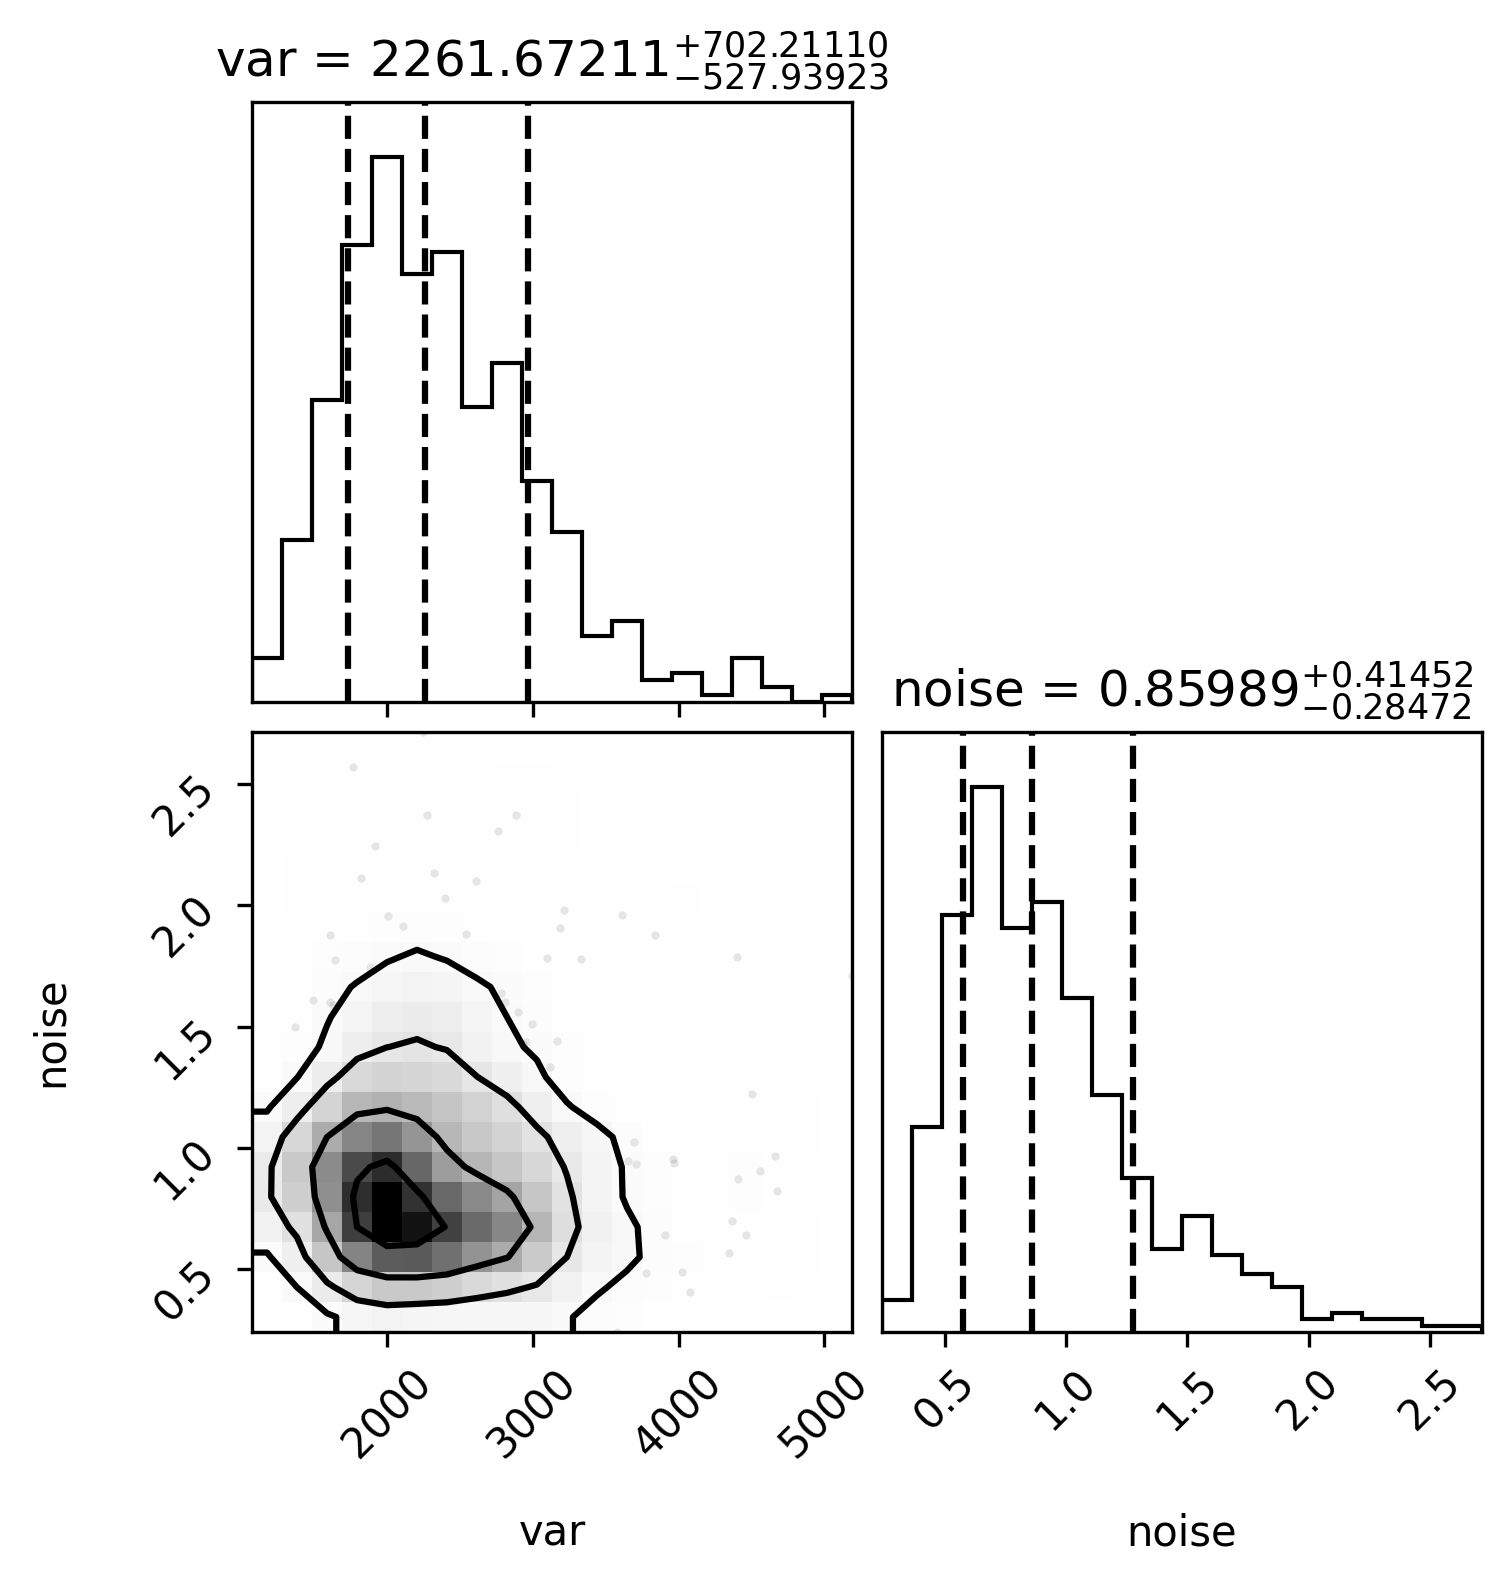 var = 2261.67211 +702.21110 −527.93923
noise = 0.85989 +0.41452 −0.28472
2.5
2.0
1.5
1.0
0.5
noise
2000 3000 4000 5000
0.5 1.0 1.5 2.0 2.5
var
noise